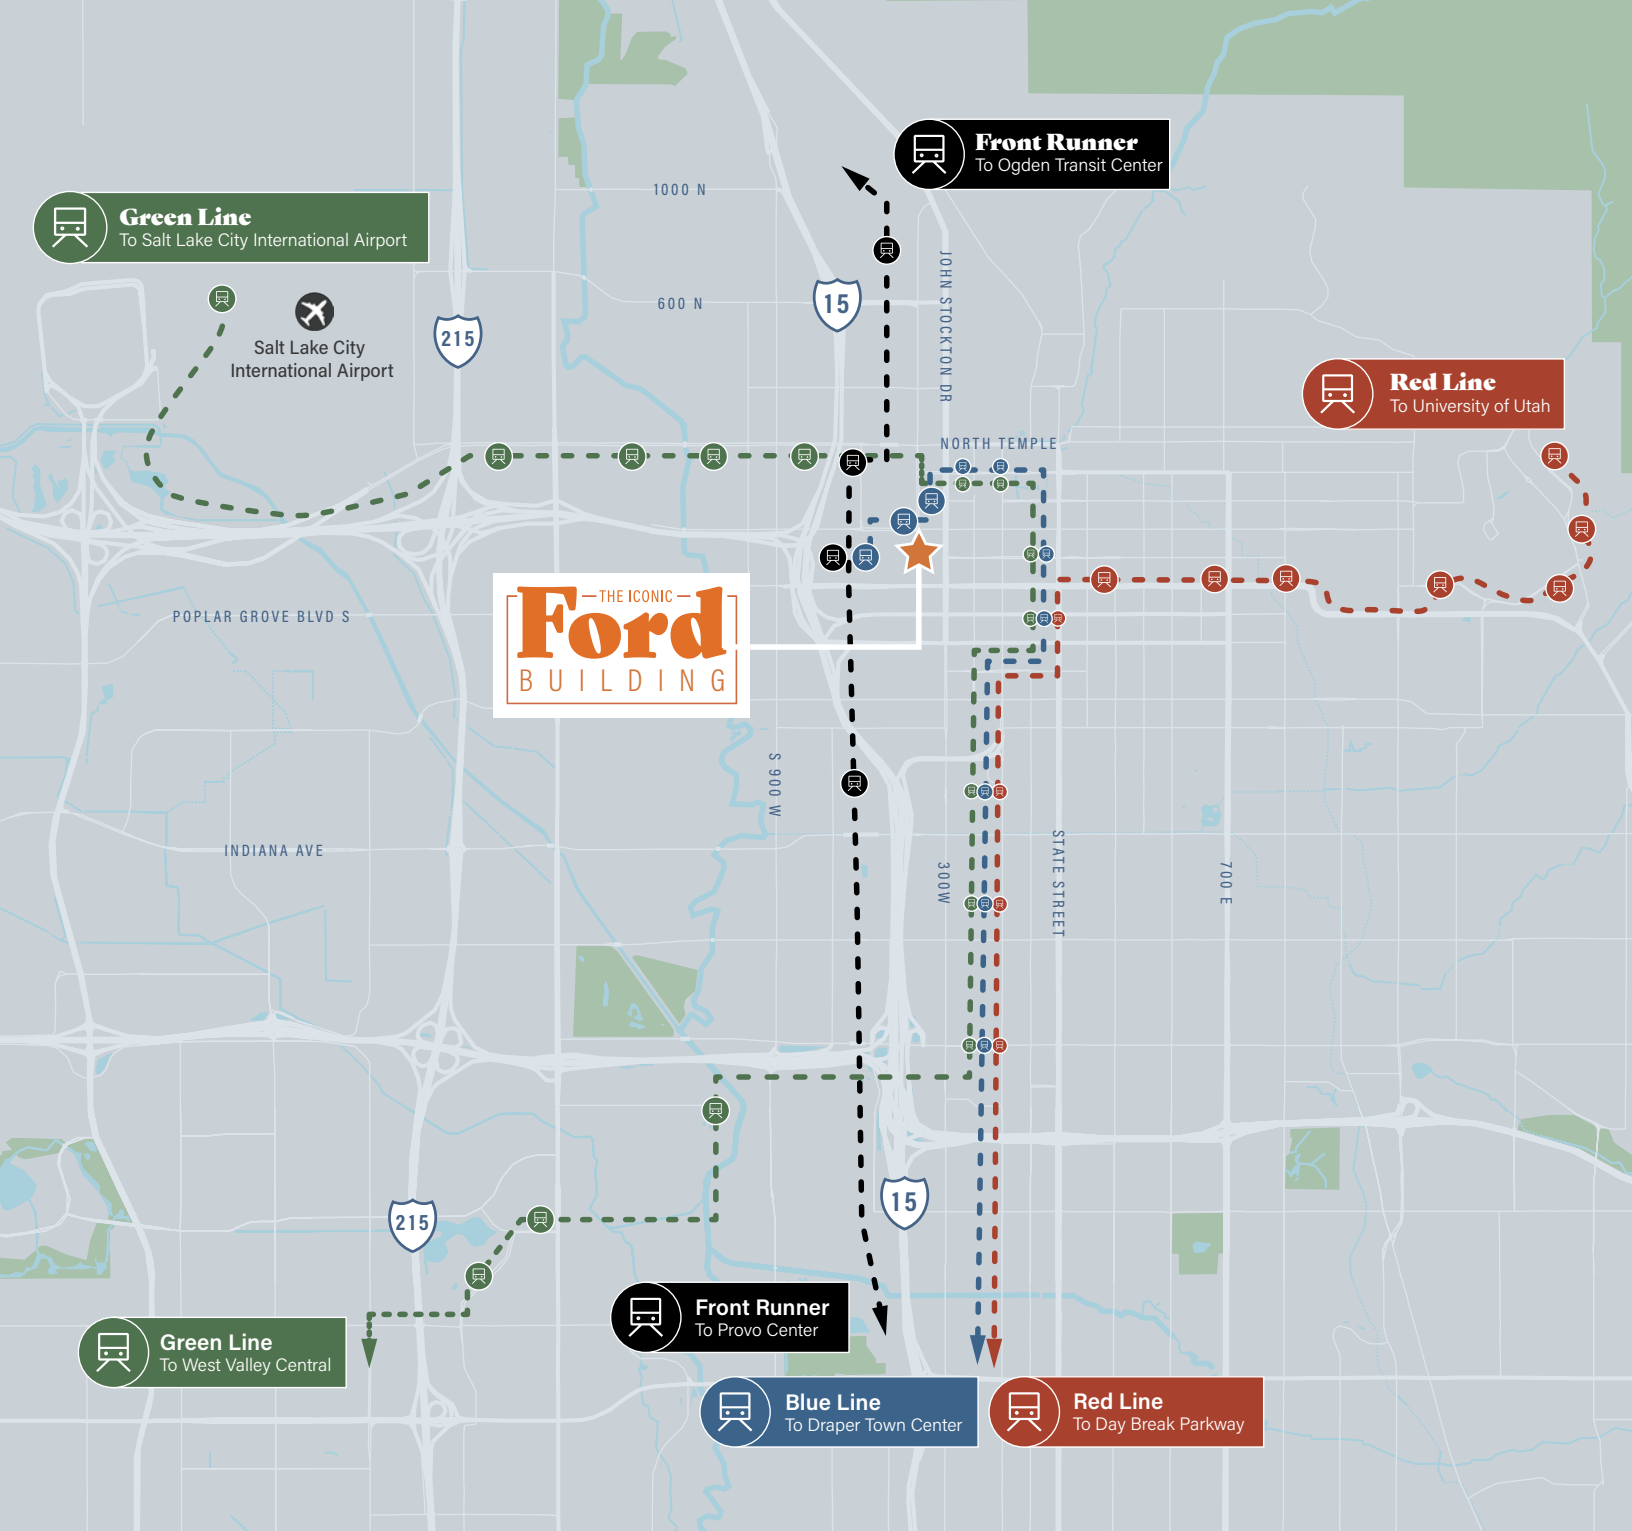 Front Runner
To Ogden Transit Center
1000 N
Green Line
To Salt Lake City International Airport
JOHN STOCKTON DR
600 N
15
215
Salt Lake City
International Airport
Red Line
To University of Utah
NORTH TEMPLE
THE ICONIC
Ford
BUILDING
POPLAR GROVE BLVD S
S 900 W
INDIANA AVE
300W
STATE STREET
700 E
15
215
Front Runner
To Provo Center
Green Line
To West Valley Central
Blue Line
To Draper Town Center
Red Line
To Day Break Parkway